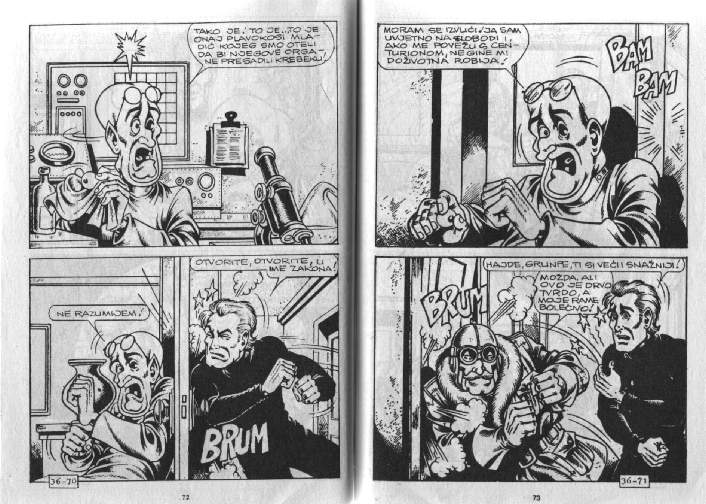 TAKO JE! TO JE...TO JE
ONAJ PLAVOKOSI MLA-
DIĆ KOJEG SMO OTELI
DA BI NJEGOVE ORGA-
NE PRESADILI KREBEKU!
NE RAZUMIJEM!
OTVORITE, OTVORITE, U
IME ZAKONA!
BRUM
36-70
72
MORAM SE IZVUĆI! JA SAM
UVJETNO NA SLOBODI I,
AKO ME POVEŽU S CEN-
TURIONOM, NE GINE MI
DOŽIVOTNA ROBIJA!
BAM
BAM
HAJDE, GRUNFE, TI SI VEĆI I SNAŽNIJI!
MOŽDA, ALI
OVO JE DRVO
TVRDO, A
MOJE RAME
BOLEĆIVO!
BRUM
36-71
73